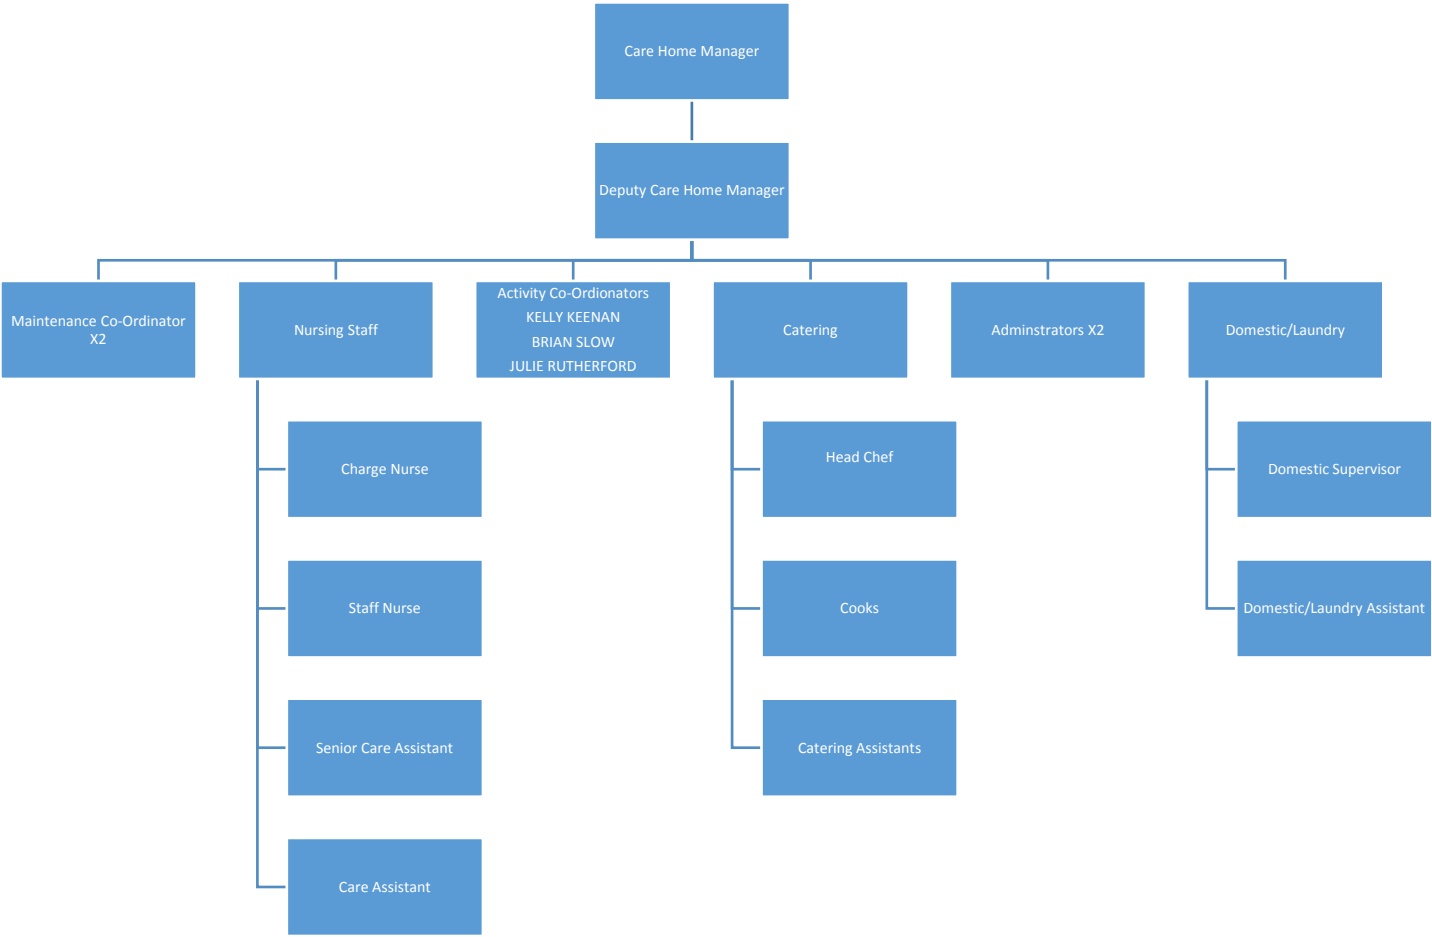 Care Home Manager
Deputy Care Home Manager
Maintenance Co-Ordinator
X2
Nursing Staff
Activity Co-Ordionators
KELLY KEENAN
BRIAN SLOW
JULIE RUTHERFORD
Catering
Adminstrators X2
Domestic/Laundry
Charge Nurse
Staff Nurse
Senior Care Assistant
Care Assistant
Head Chef
Cooks
Catering Assistants
Domestic Supervisor
Domestic/Laundry Assistant